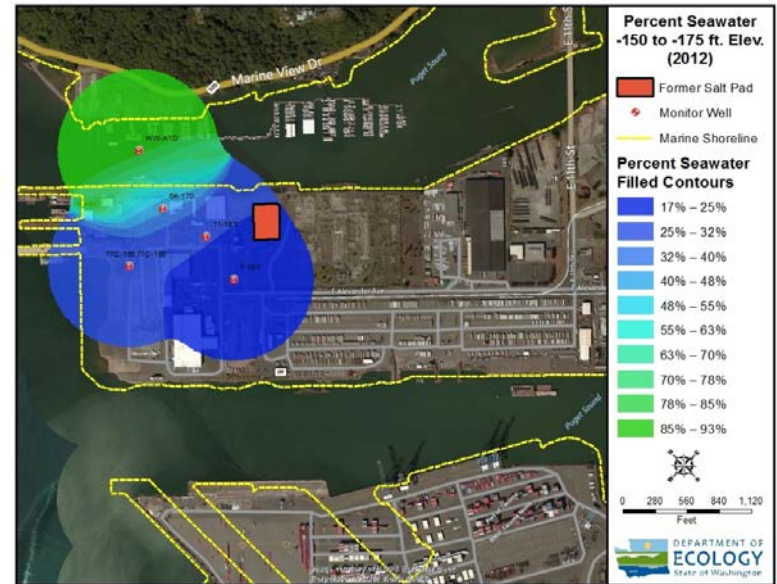 Percent Seawater
-150 to -175 ft. Elev.
(2012)
Former Salt Pad
Monitor Well
Marine Shoreline
Percent Seawater
Filled Contours
17% – 25%
25% – 32%
32% – 40%
40% – 48%
48% – 55%
55% – 63%
63% – 70%
70% – 78%
78% – 85%
85% – 93%
0 280 560 840 1,120
Feet
DEPARTMENT OF
ECOLOGY
State of Washington
Marine View Dr
Puget Sound
E 11th St
E 11th St
E Alexander Ave
Puget Sound